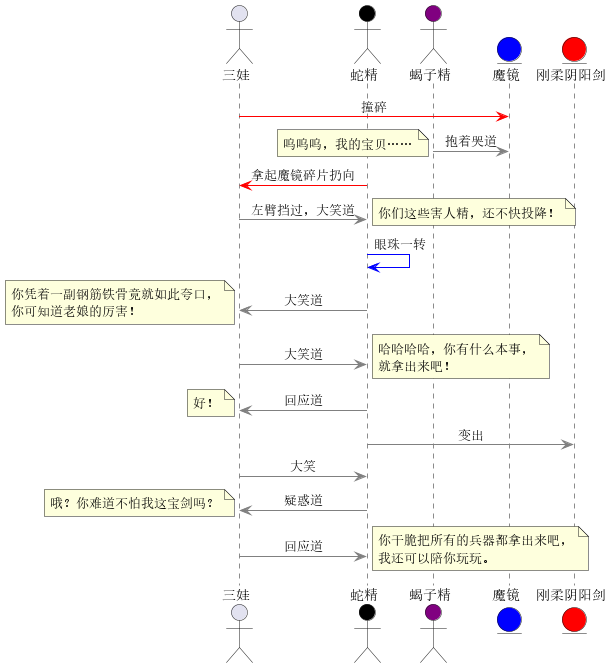 三娃 蛇精 蝎子精 魔镜 刚柔阴阳剑
撞碎
呜呜呜，我的宝贝…… 抱着哭道
拿起魔镜碎片扔向
左臂挡过，大笑道 你们这些害人精，还不快投降！
眼珠一转
你凭着一副钢筋铁骨竟就如此夸口， 大笑道
你可知道老娘的厉害！
大笑道 哈哈哈哈，你有什么本事，
就拿出来吧！
好！ 回应道
变出
大笑
哦？你难道不怕我这宝剑吗？ 疑惑道
回应道 你干脆把所有的兵器都拿出来吧，
我还可以陪你玩玩。
三娃 蛇精 蝎子精 魔镜 刚柔阴阳剑